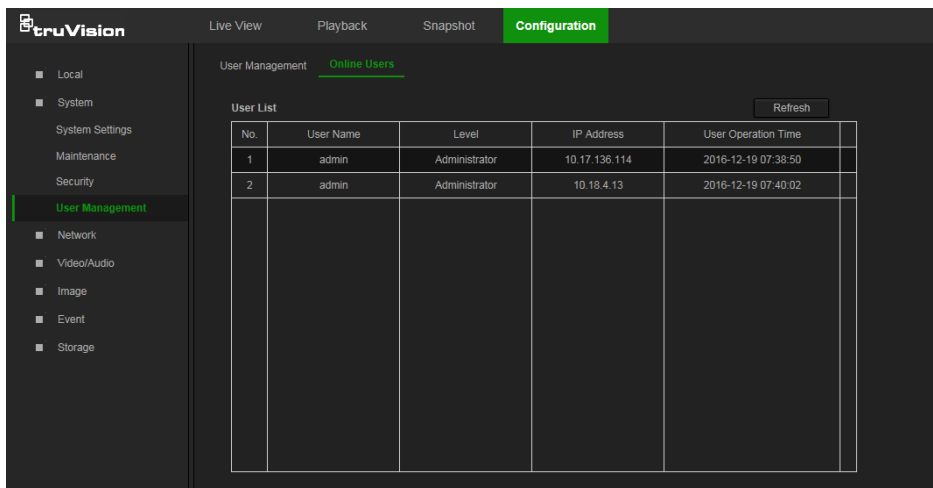 truVision
Live View Playback Snapshot Configuration
Local
System
System Settings
Maintenance
Security
User Management
Network
Video/Audio
Image
Event
Storage
User Management Online Users
User List Refresh
No. User Name Level IP Address User Operation Time
1 admin Administrator 10.17.136.114 2016-12-19 07:38:50
2 admin Administrator 10.18.4.13 2016-12-19 07:40:02